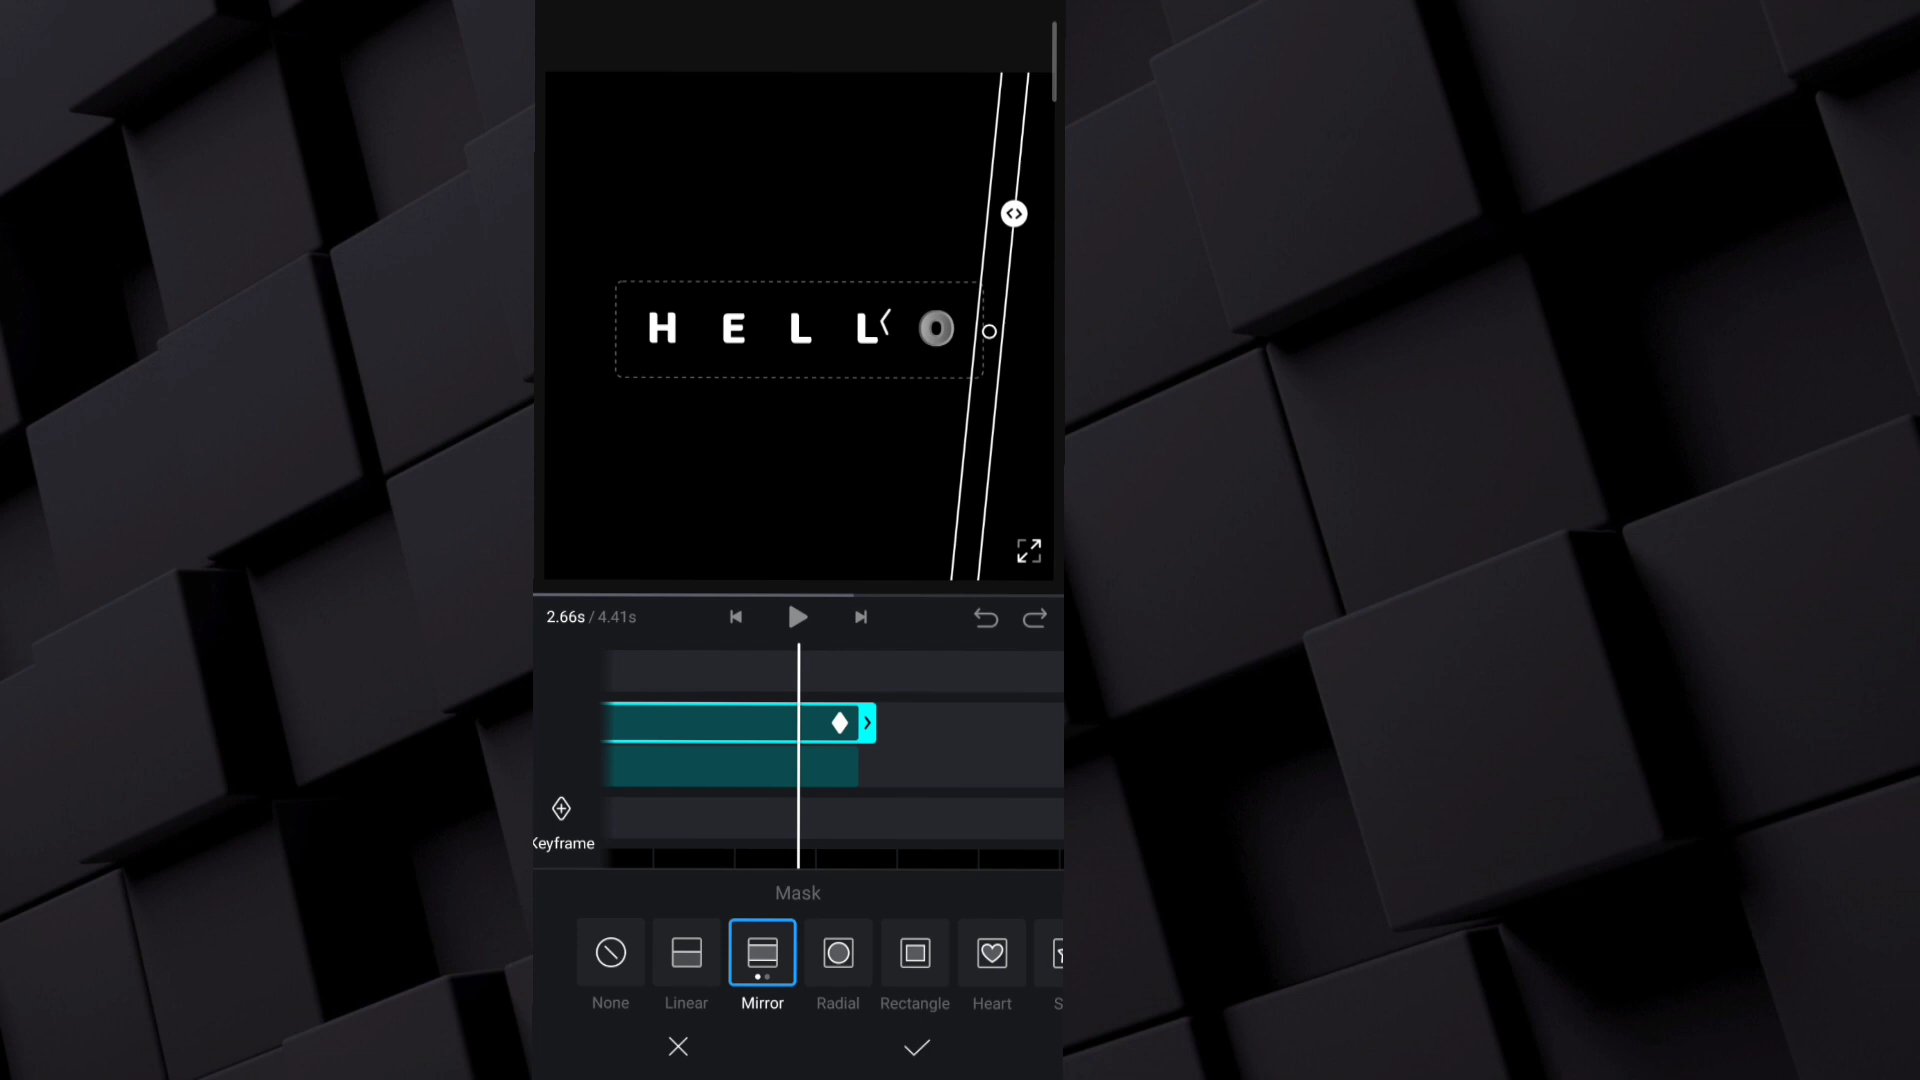 H E L L O
2.66s / 4.41s
Keyframe
Mask
None Linear Mirror Radial Rectangle Heart S